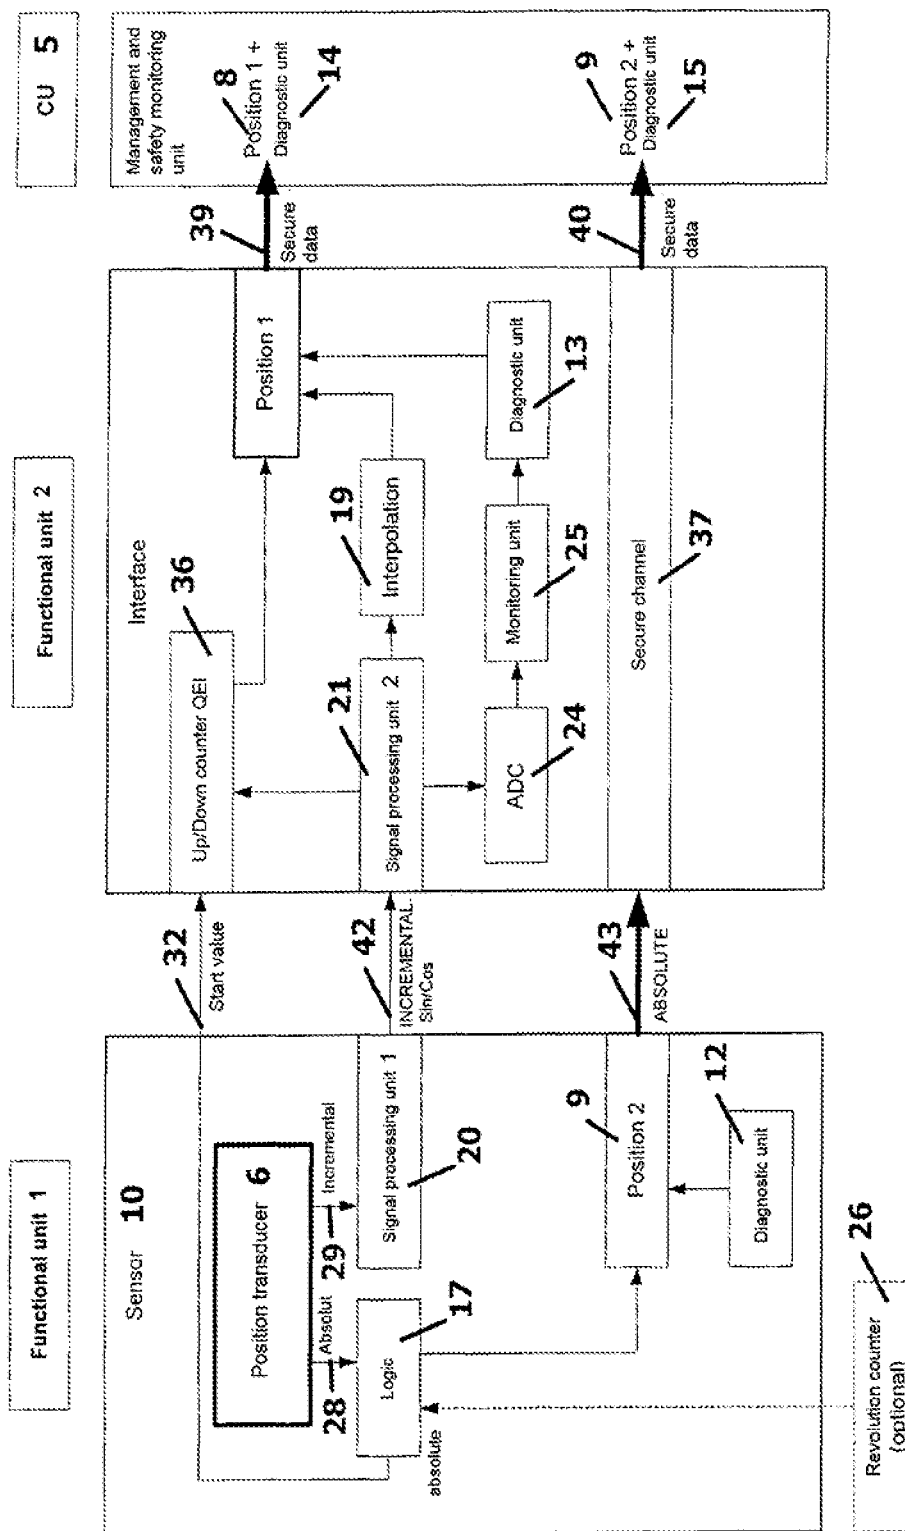 Functional unit 1
Functional unit 2
CU 5
Sensor 10
Position transducer 6
Absolut
28
Incremental
29
Logic
17
absolute
Signal processing unit 1
20
Position 2
9
Diagnostic unit
12
Revolution counter
(optional)
26
Start value
32
INCREMENTAL
Sin/Cos
42
ABSOLUTE
43
Interface
Up/Down counter QEI
36
Signal processing unit 2
21
Interpolation
19
Position 1
ADC
24
Monitoring unit
25
Diagnostic unit
13
Secure channel
37
39
Secure
data
40
Secure
data
Management and
safety monitoring
unit
8
Position 1 +
Diagnostic unit
14
9
Position 2 +
Diagnostic unit
15